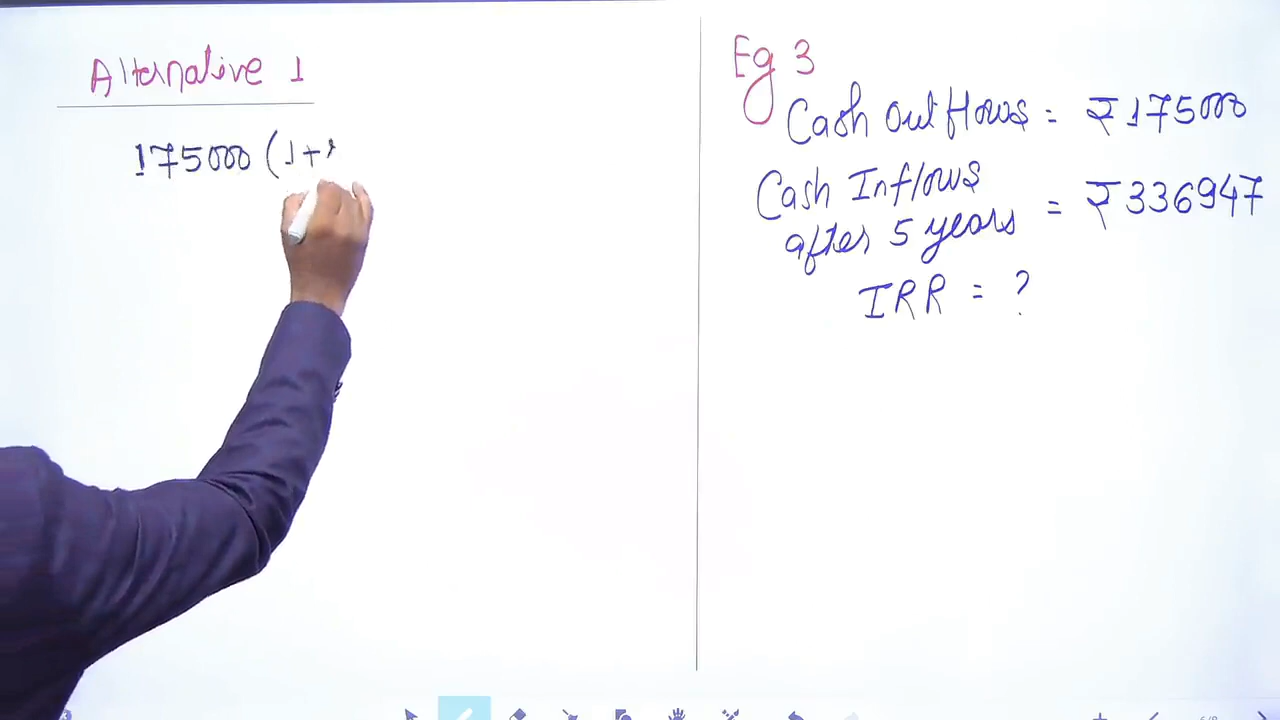 Alternative 1
175000 (1+r
Eg 3
Cash Outflows = ₹175000
Cash Inflows
after 5 years = ₹336947
IRR = ?